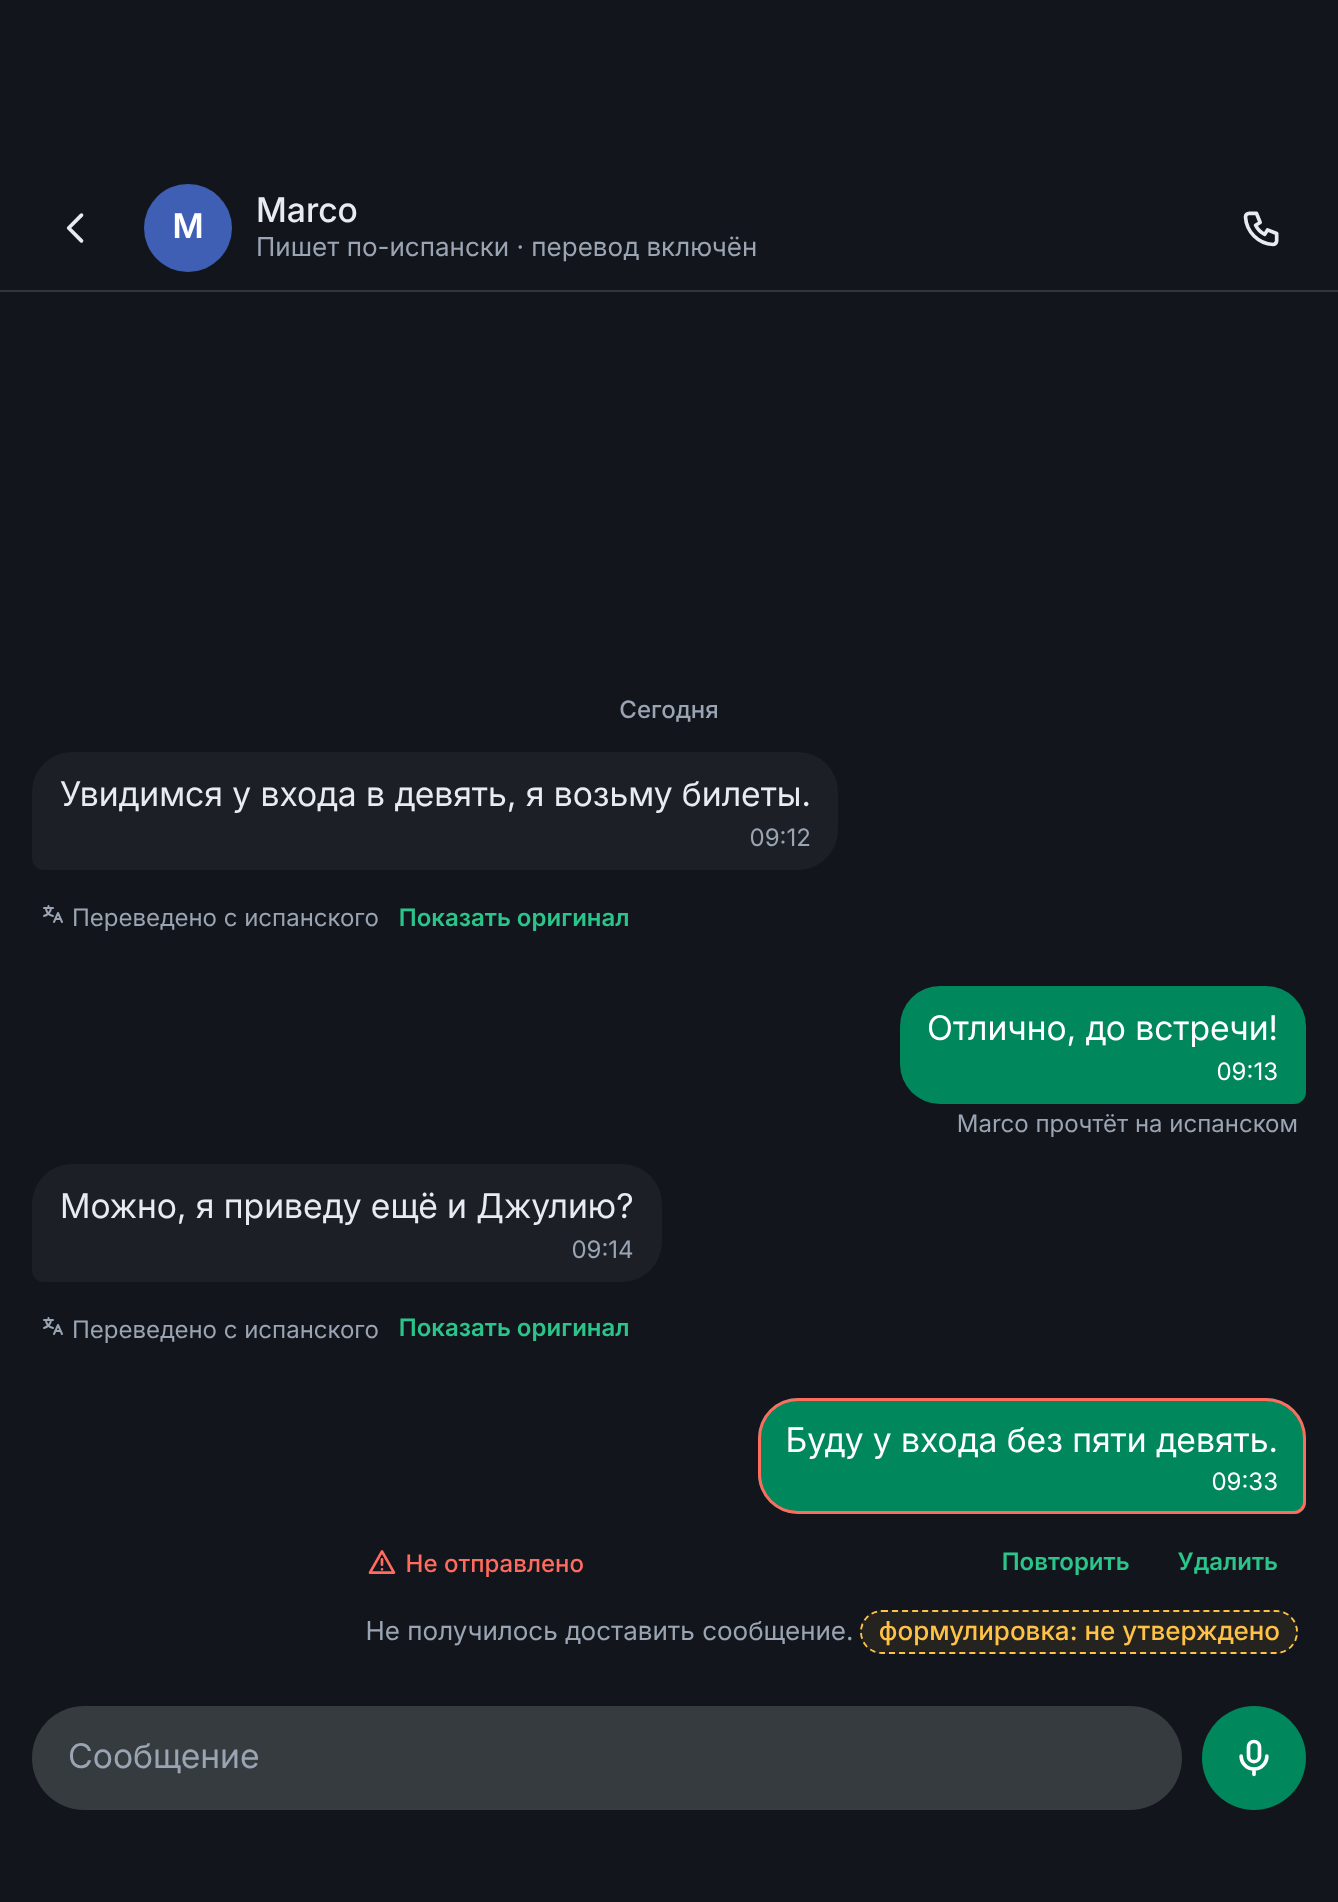 M
Marco
Пишет по-испански · перевод включён
Сегодня
Увидимся у входа в девять, я возьму билеты.
09:12
Переведено с испанского Показать оригинал
Отлично, до встречи!
09:13
Marco прочтёт на испанском
Можно, я приведу ещё и Джулию?
09:14
Переведено с испанского Показать оригинал
Буду у входа без пяти девять.
09:33
Не отправлено Повторить Удалить
Не получилось доставить сообщение. формулировка: не утверждено
Сообщение